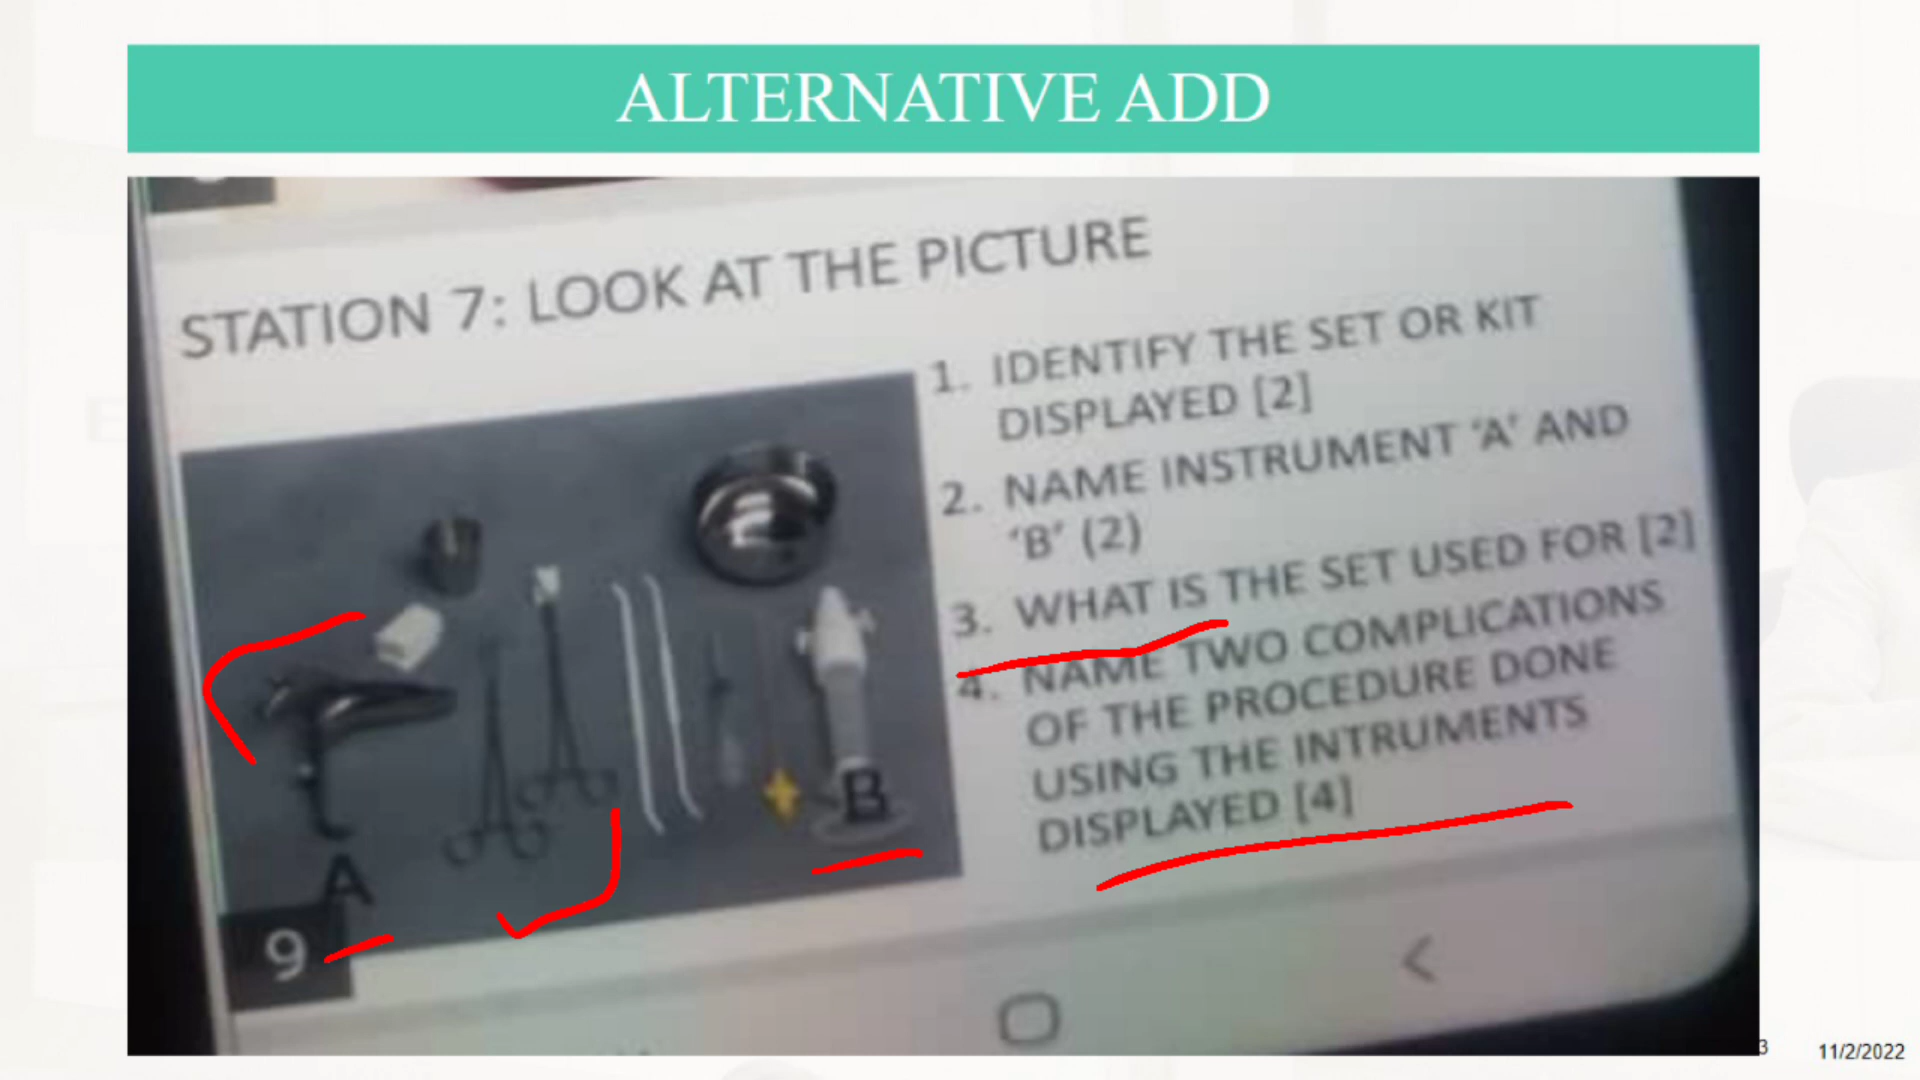 ALTERNATIVE ADD
STATION 7: LOOK AT THE PICTURE
1. IDENTIFY THE SET OR KIT
DISPLAYED [2]
2. NAME INSTRUMENT 'A' AND
'B' (2)
3. WHAT IS THE SET USED FOR [2]
4. NAME TWO COMPLICATIONS
OF THE PROCEDURE DONE
USING THE INTRUMENTS
DISPLAYED [4]
B
A
9
3
11/2/2022